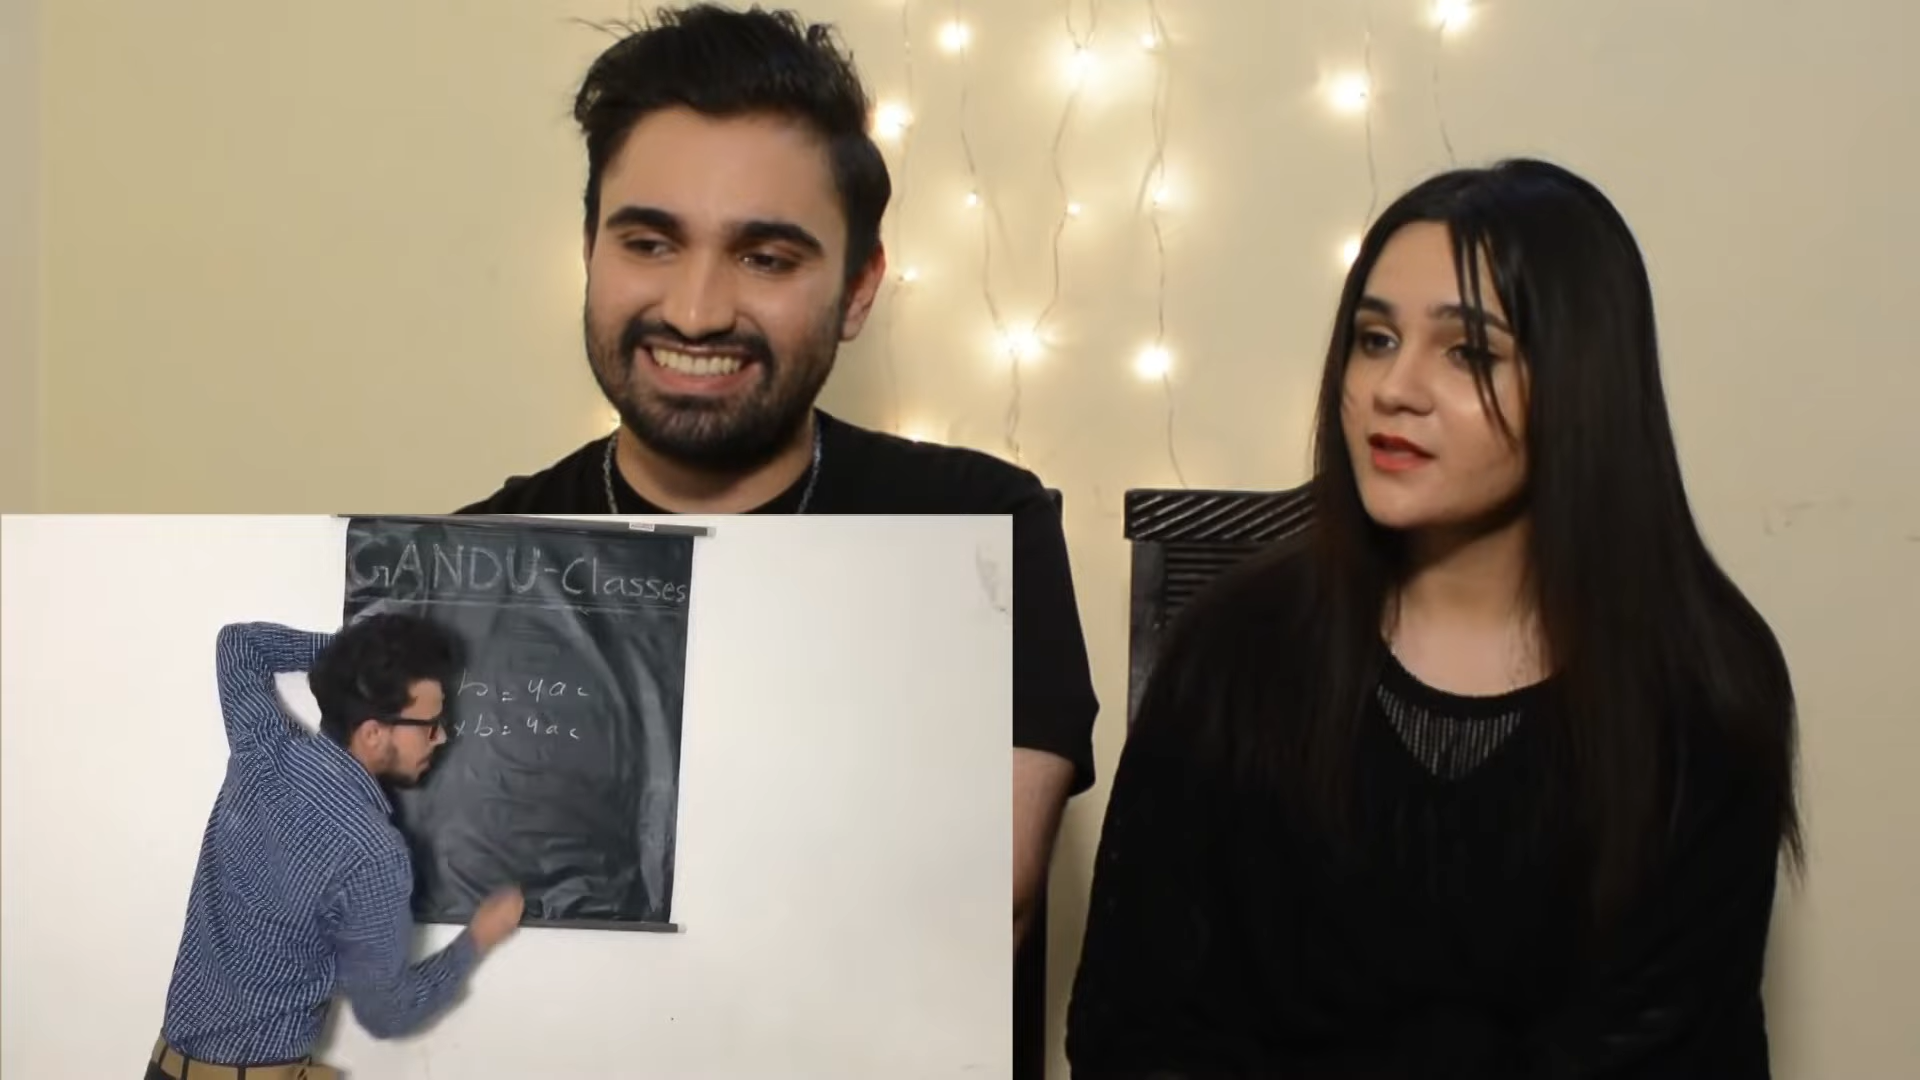 GANDU-Classes
b = 4ac
x b = 4ac